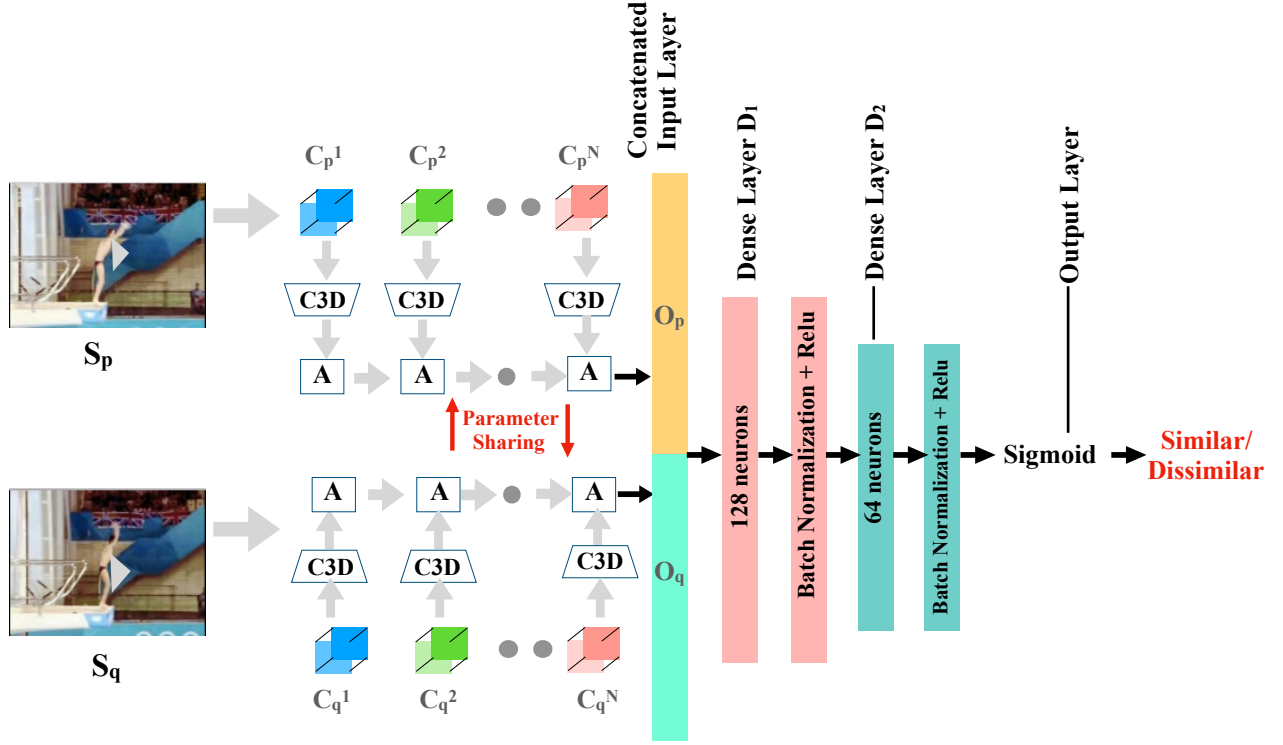 Concatenated
Input Layer
Dense Layer D₁
Dense Layer D₂
Output Layer
Cp¹
Cp²
CpN
C3D
C3D
C3D
Sp
A
A
A
Op
Parameter
Sharing
128 neurons
Batch Normalization + Relu
64 neurons
Batch Normalization + Relu
Sigmoid
Similar/
Dissimilar
A
A
A
C3D
C3D
C3D
Oq
Sq
Cq¹
Cq²
CqN